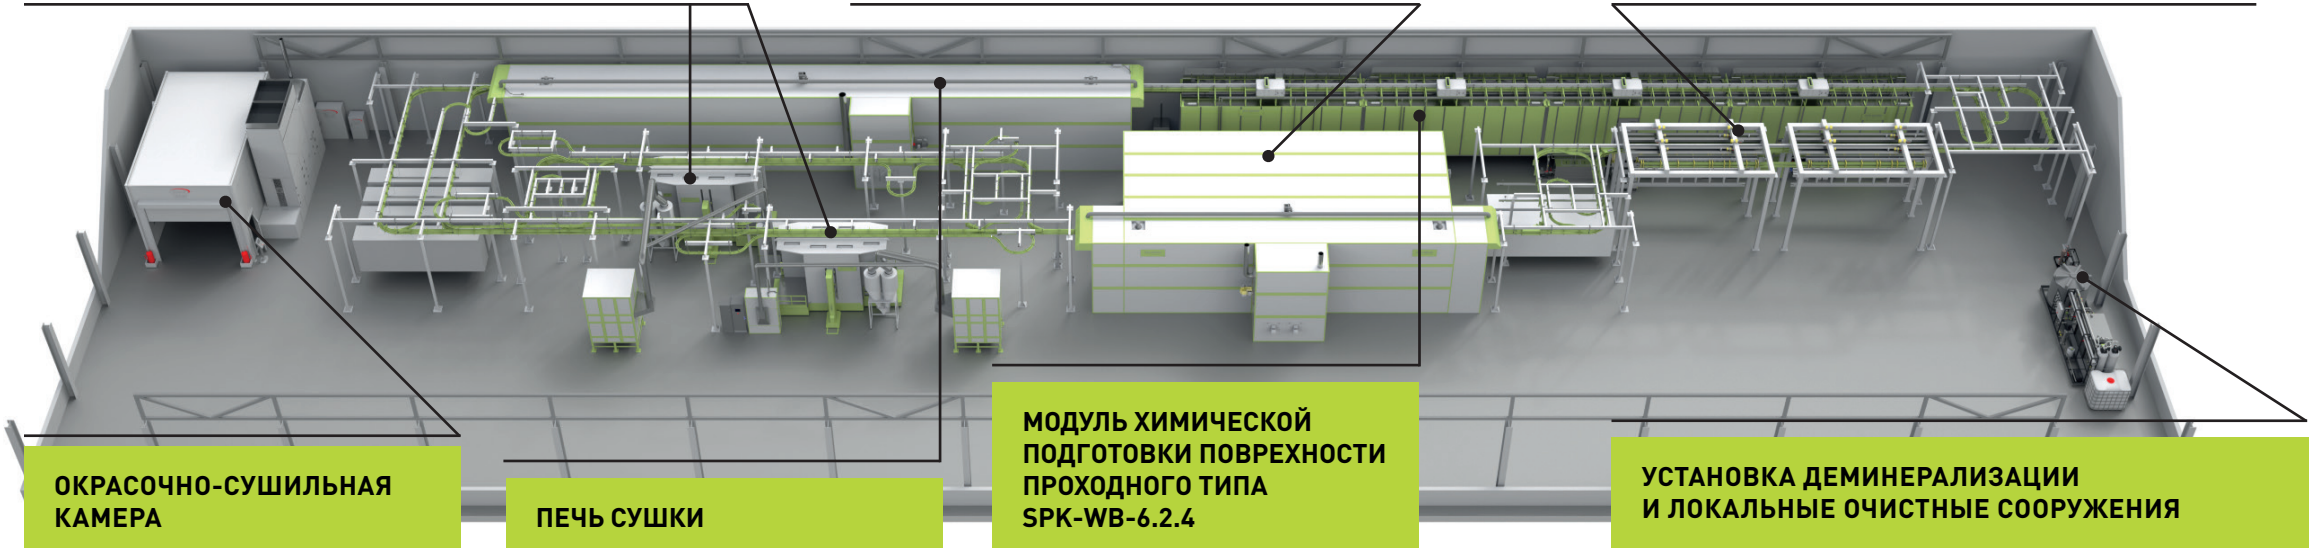 ОКРАСОЧНО-СУШИЛЬНАЯ
КАМЕРА
ПЕЧЬ СУШКИ
МОДУЛЬ ХИМИЧЕСКОЙ
ПОДГОТОВКИ ПОВРЕХНОСТИ
ПРОХОДНОГО ТИПА
SPK-WB-6.2.4
УСТАНОВКА ДЕМИНЕРАЛИЗАЦИИ
И ЛОКАЛЬНЫЕ ОЧИСТНЫЕ СООРУЖЕНИЯ